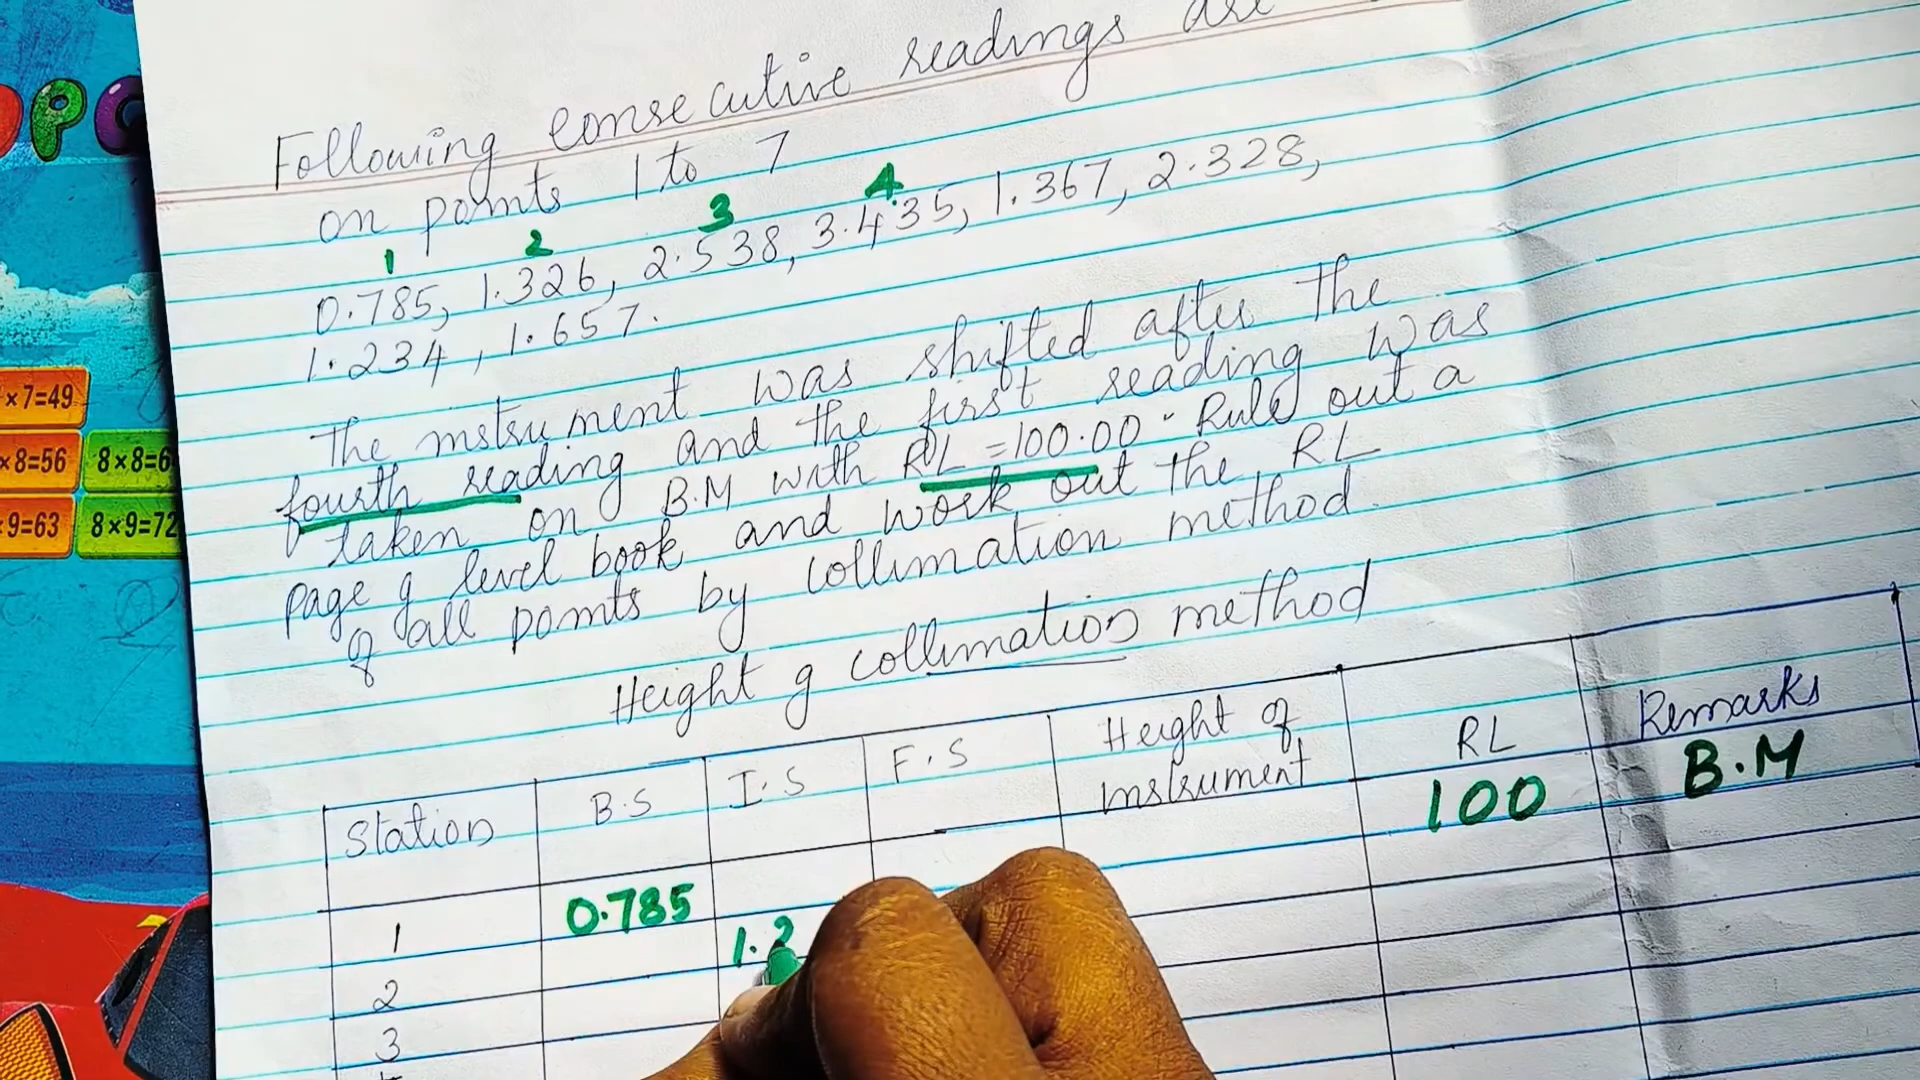 Following consecutive readings are
on points 1 to 7
1 2 3 4
0.785, 1.326, 2.538, 3.435, 1.367, 2.328,
1.234, 1.657.
The instrument was shifted after the
fourth reading and the first reading was
taken on B.M with RL =100.00. Rule out a
page of level book and work out the RL
of all points by collimation method.
Height of collimation method
Station B.S I.S F.S Height of instrument RL Remarks
100 B.M
1 0.785
2
3
×7=49
×8=56
8×8=6
9=63
8×9=72